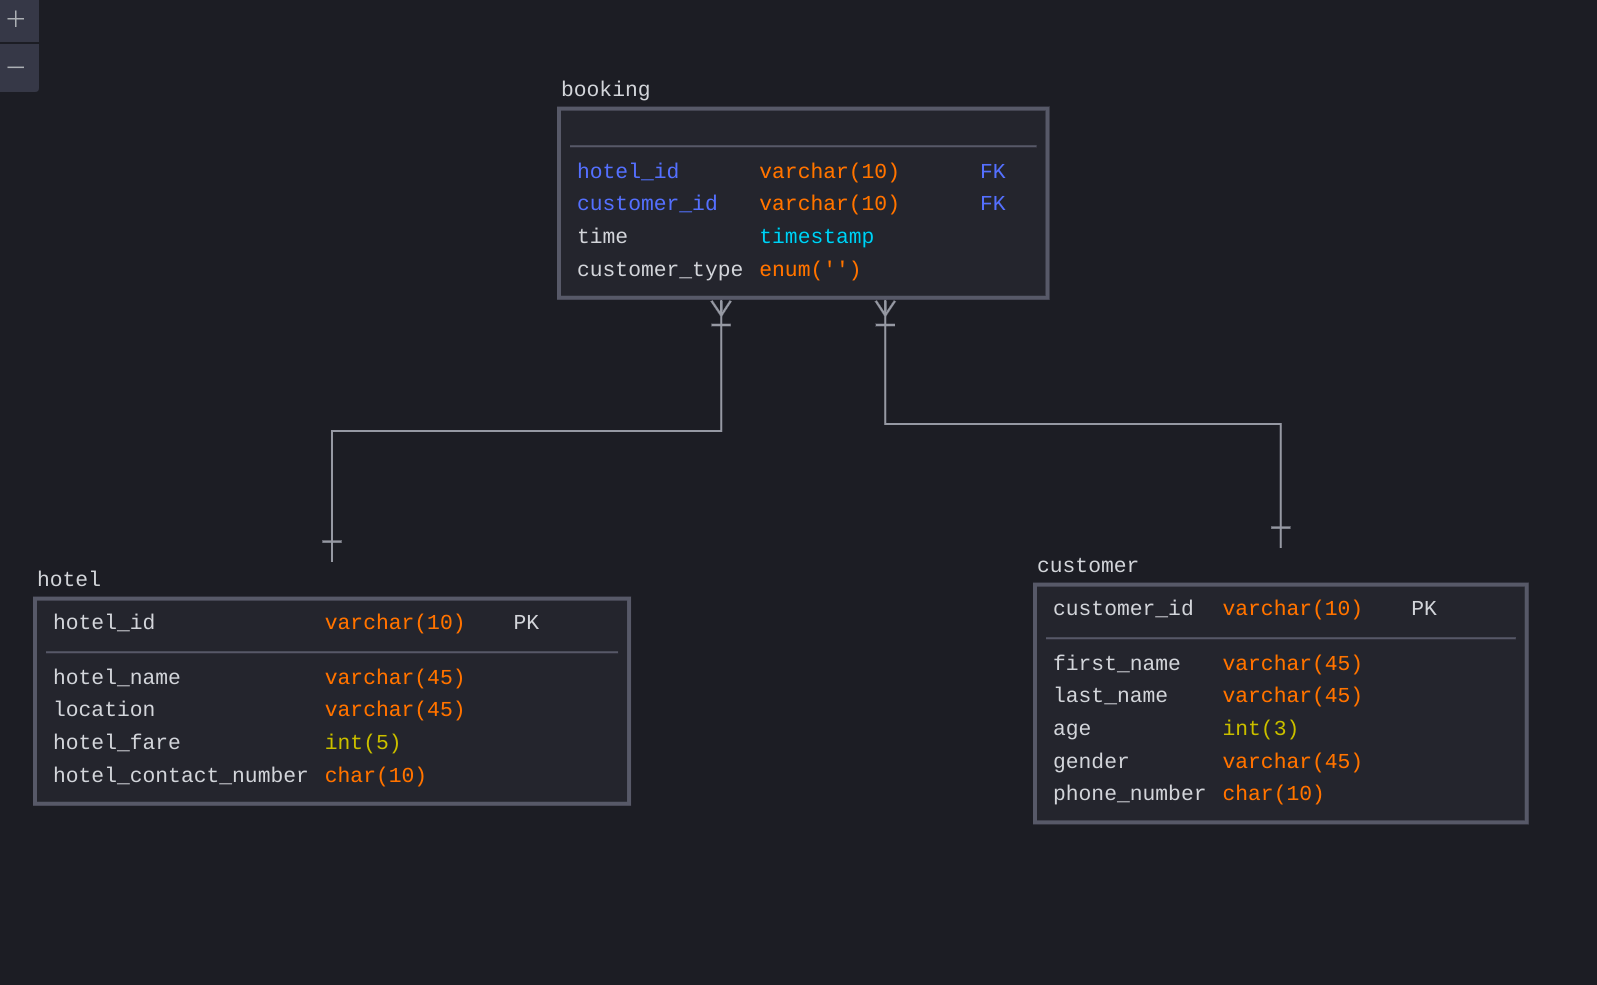 booking
hotel_id varchar(10) FK
customer_id varchar(10) FK
time timestamp
customer_type enum('')
hotel
hotel_id varchar(10) PK
hotel_name varchar(45)
location varchar(45)
hotel_fare int(5)
hotel_contact_number char(10)
customer
customer_id varchar(10) PK
first_name varchar(45)
last_name varchar(45)
age int(3)
gender varchar(45)
phone_number char(10)